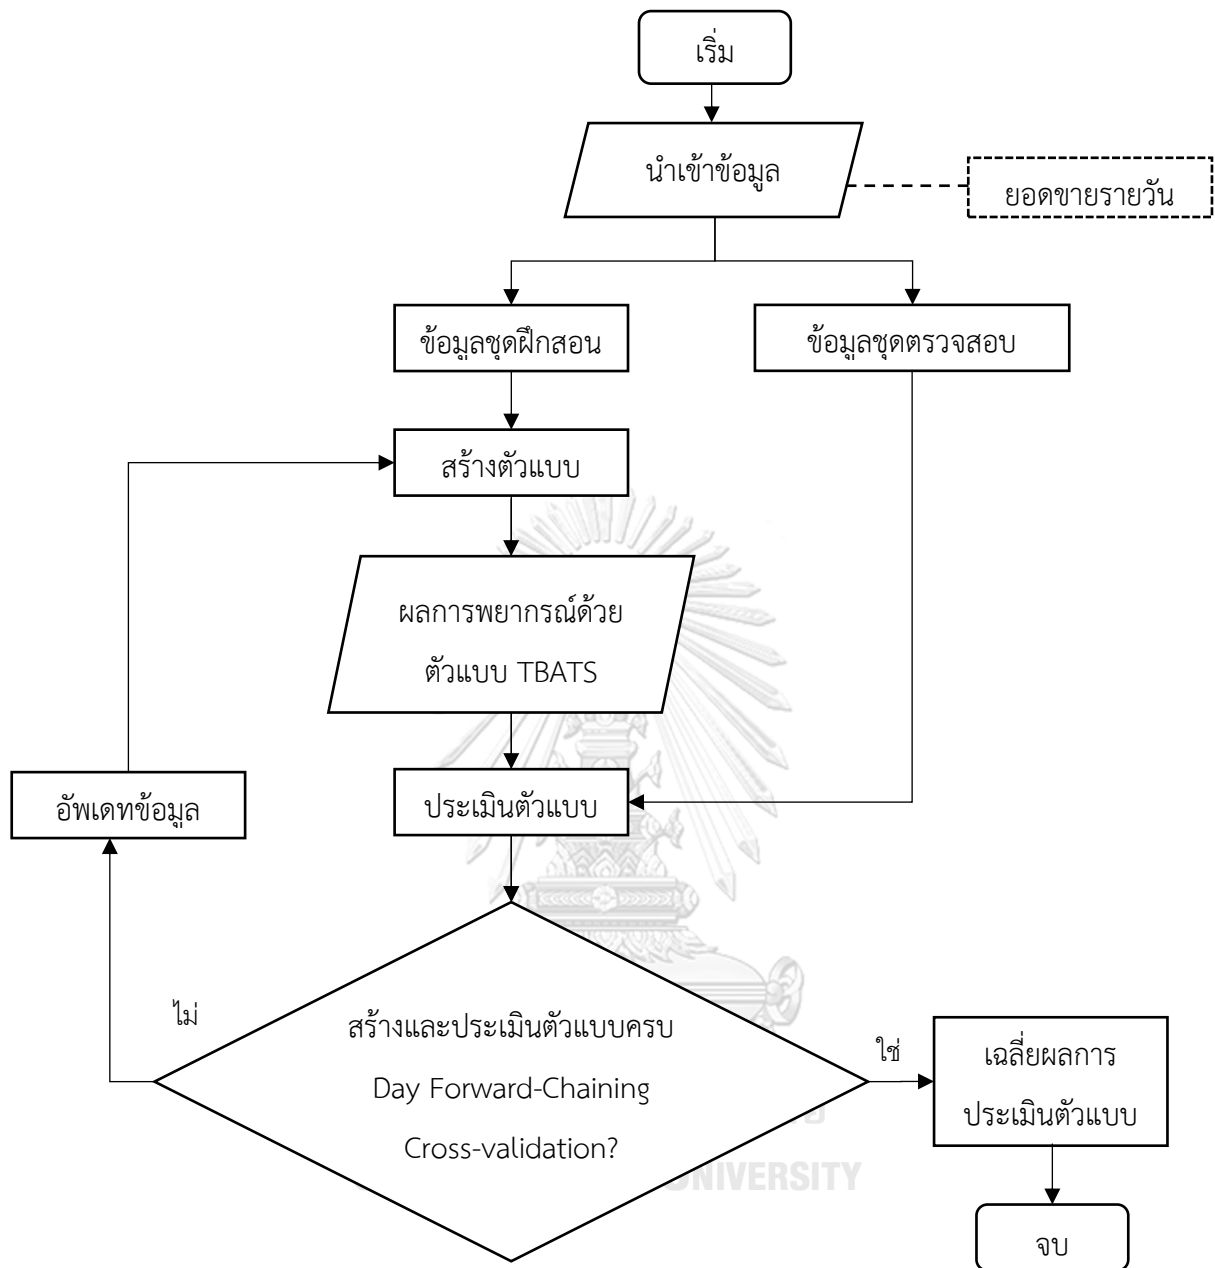 เริ่ม
นำเข้าข้อมูล
ยอดขายรายวัน
ข้อมูลชุดฝึกสอน
ข้อมูลชุดตรวจสอบ
สร้างตัวแบบ
ผลการพยากรณ์ด้วย
ตัวแบบ TBATS
อัพเดทข้อมูล
ประเมินตัวแบบ
ไม่
สร้างและประเมินตัวแบบครบ
Day Forward-Chaining
Cross-validation?
ใช่
เฉลี่ยผลการ
ประเมินตัวแบบ
UNIVERSITY
จบ